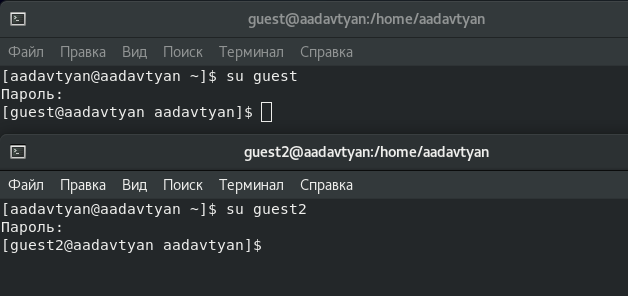 guest@aadavtyan:/home/aadavtyan
Файл Правка Вид Поиск Терминал Справка
[aadavtyan@aadavtyan ~]$ su guest
Пароль:
[guest@aadavtyan aadavtyan]$
guest2@aadavtyan:/home/aadavtyan
Файл Правка Вид Поиск Терминал Справка
[aadavtyan@aadavtyan ~]$ su guest2
Пароль:
[guest2@aadavtyan aadavtyan]$